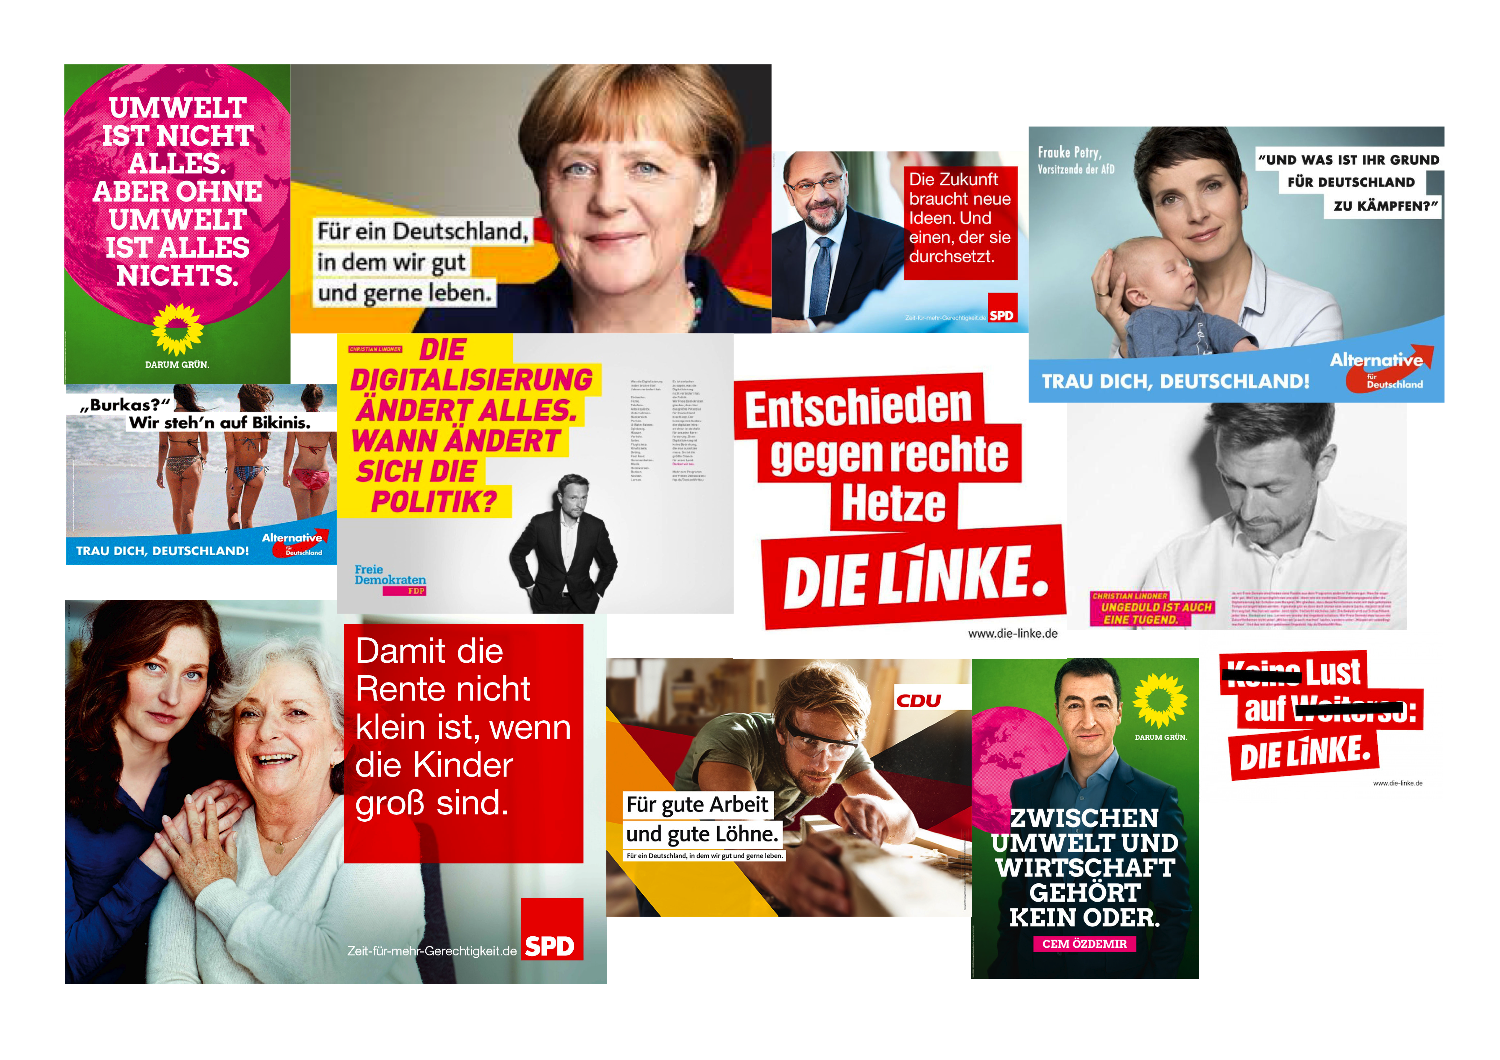 UMWELT
IST NICHT
ALLES.
ABER OHNE
UMWELT
IST ALLES
NICHTS.
DARUM GRÜN.
Für ein Deutschland,
in dem wir gut
und gerne leben.
Die Zukunft
braucht neue
Ideen. Und
einen, der sie
durchsetzt.
Zeit-für-mehr-Gerechtigkeit.de SPD
Frauke Petry,
Vorsitzende der AfD
"UND WAS IST IHR GRUND
FÜR DEUTSCHLAND
ZU KÄMPFEN?"
Alternative
für
Deutschland
TRAU DICH, DEUTSCHLAND!
„Burkas?“
Wir steh'n auf Bikinis.
Alternative
für
Deutschland
TRAU DICH, DEUTSCHLAND!
CHRISTIAN LINDNER
DIE
DIGITALISIERUNG
ÄNDERT ALLES.
WANN ÄNDERT
SICH DIE
POLITIK?
Freie
Demokraten
FDP
Entschieden
gegen rechte
Hetze
DIE LINKE.
www.die-linke.de
CHRISTIAN LINDNER
UNGEDULD IST AUCH
EINE TUGEND.
Damit die
Rente nicht
klein ist, wenn
die Kinder
groß sind.
Zeit-für-mehr-Gerechtigkeit.de SPD
CDU
Für gute Arbeit
und gute Löhne.
Für ein Deutschland, in dem wir gut und gerne leben.
DARUM GRÜN.
ZWISCHEN
UMWELT UND
WIRTSCHAFT
GEHÖRT
KEIN ODER.
CEM ÖZDEMIR
Keine Lust
auf Weiterso:
DIE LINKE.
www.die-linke.de